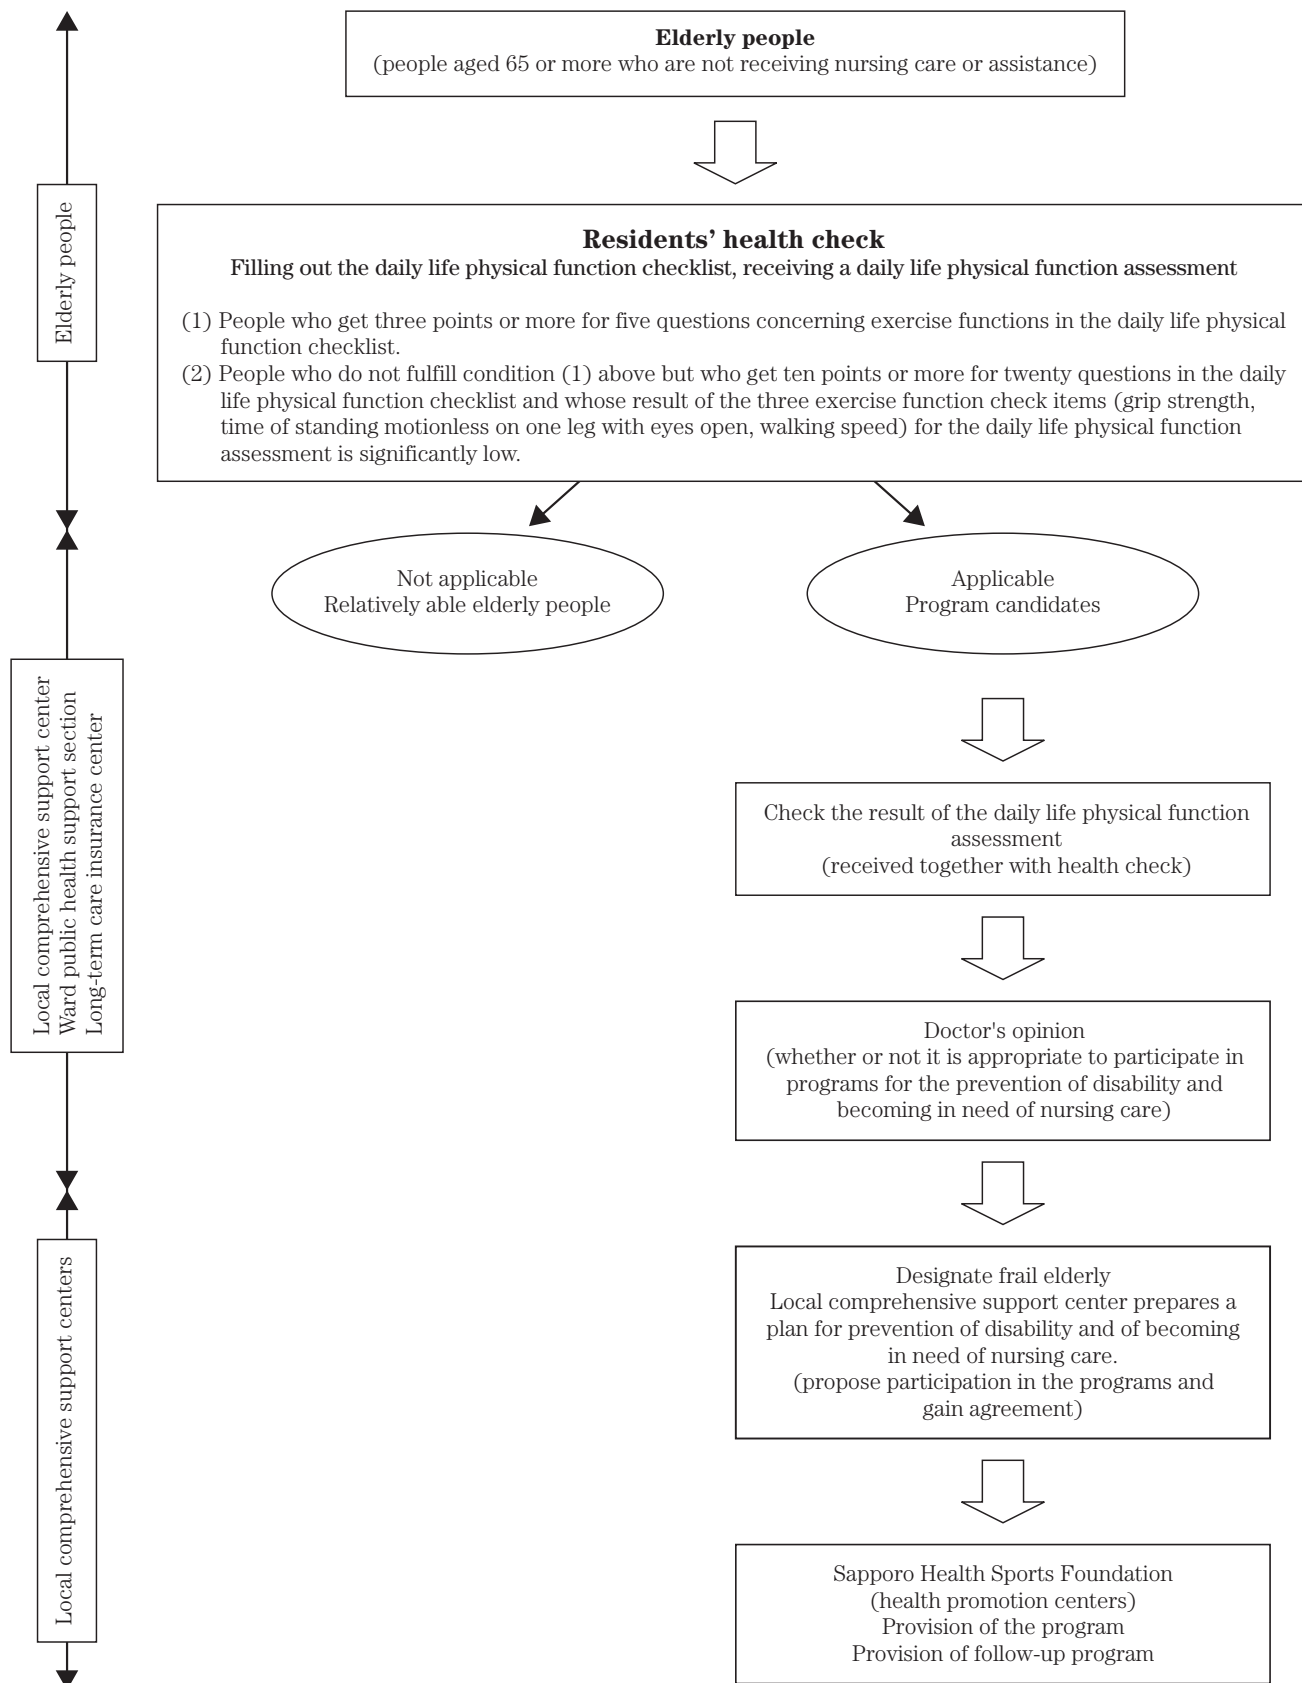 Elderly people
(people aged 65 or more who are not receiving nursing care or assistance)
Elderly people
Residents’ health check
Filling out the daily life physical function checklist, receiving a daily life physical function assessment
(1) People who get three points or more for five questions concerning exercise functions in the daily life physical
function checklist.
(2) People who do not fulfill condition (1) above but who get ten points or more for twenty questions in the daily
life physical function checklist and whose result of the three exercise function check items (grip strength,
time of standing motionless on one leg with eyes open, walking speed) for the daily life physical function
assessment is significantly low.
Not applicable
Relatively able elderly people
Applicable
Program candidates
Local comprehensive support center
Ward public health support section
Long-term care insurance center
Check the result of the daily life physical function
assessment
(received together with health check)
Doctor's opinion
(whether or not it is appropriate to participate in
programs for the prevention of disability and
becoming in need of nursing care)
Local comprehensive support centers
Designate frail elderly
Local comprehensive support center prepares a
plan for prevention of disability and of becoming
in need of nursing care.
(propose participation in the programs and
gain agreement)
Sapporo Health Sports Foundation
(health promotion centers)
Provision of the program
Provision of follow-up program